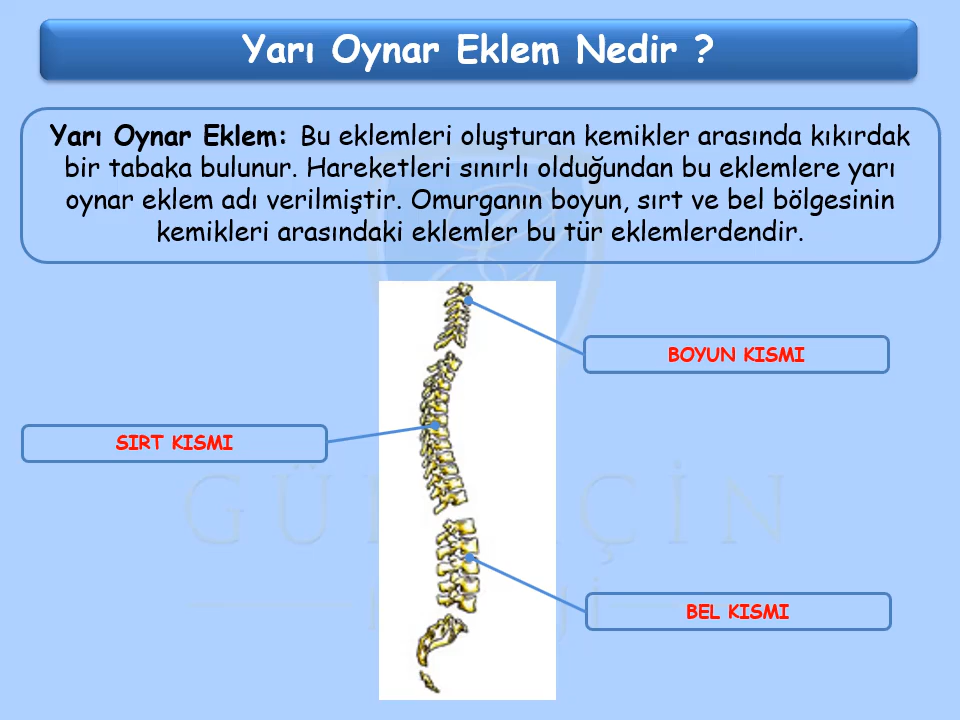 Yarı Oynar Eklem Nedir ?
Yarı Oynar Eklem: Bu eklemleri oluşturan kemikler arasında kıkırdak
bir tabaka bulunur. Hareketleri sınırlı olduğundan bu eklemlere yarı
oynar eklem adı verilmiştir. Omurganın boyun, sırt ve bel bölgesinin
kemikleri arasındaki eklemler bu tür eklemlerdendir.
BOYUN KISMI
SIRT KISMI
BEL KISMI